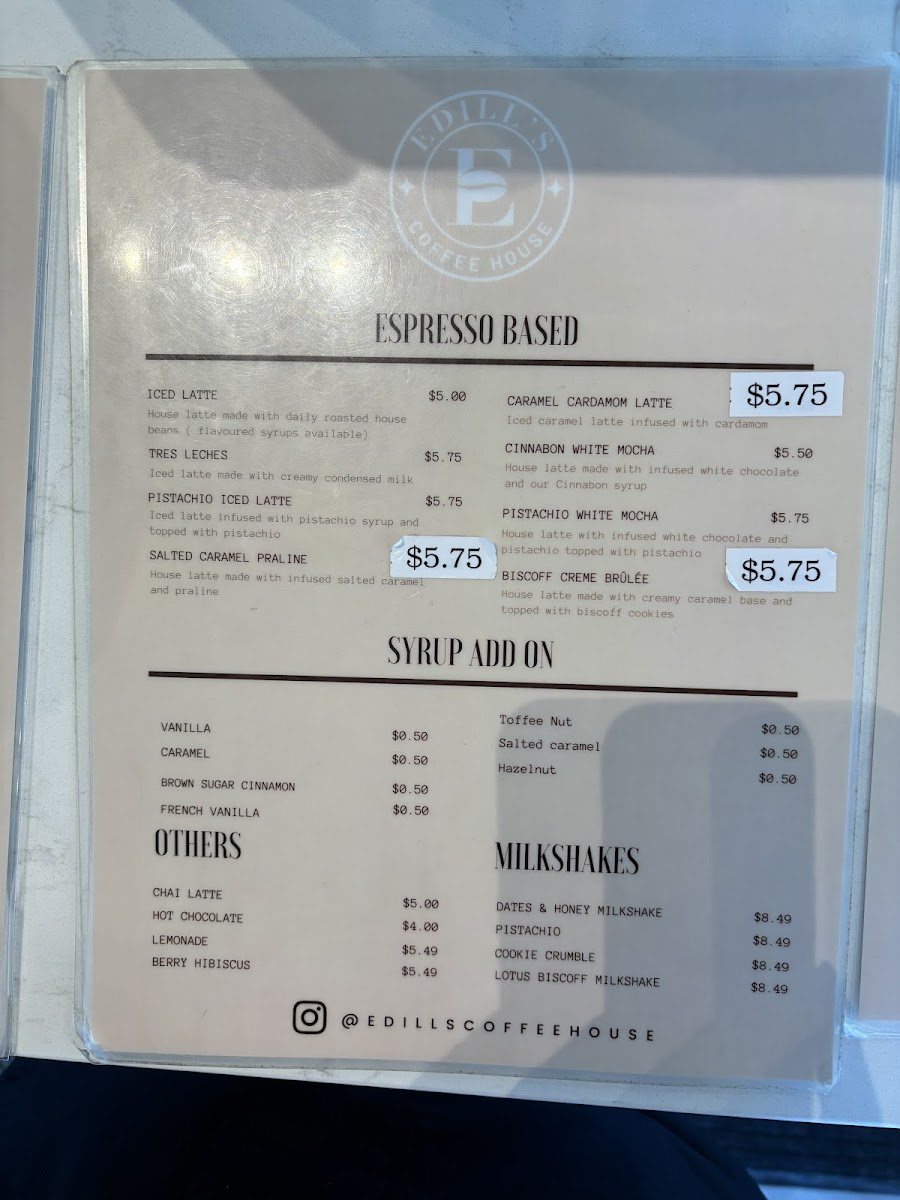 EDILL'S
E
COFFEE HOUSE
ESPRESSO BASED
ICED LATTE $5.00
House latte made with daily roasted house
beans ( flavoured syrups available)
TRES LECHES $5.75
Iced latte made with creamy condensed milk
PISTACHIO ICED LATTE $5.75
Iced latte infused with pistachio syrup and
topped with pistachio
SALTED CARAMEL PRALINE $5.75
House latte made with infused salted caramel
and praline
CARAMEL CARDAMOM LATTE $5.75
Iced caramel latte infused with cardamom
CINNABON WHITE MOCHA $5.50
House latte made with infused white chocolate
and our Cinnabon syrup
PISTACHIO WHITE MOCHA $5.75
House latte with infused white chocolate and
pistachio topped with pistachio
BISCOFF CREME BRÛLÉE $5.75
House latte made with creamy caramel base and
topped with biscoff cookies
SYRUP ADD ON
VANILLA $0.50
CARAMEL $0.50
BROWN SUGAR CINNAMON $0.50
FRENCH VANILLA $0.50
Toffee Nut $0.50
Salted caramel $0.50
Hazelnut $0.50
OTHERS
CHAI LATTE $5.00
HOT CHOCOLATE $4.00
LEMONADE $5.49
BERRY HIBISCUS $5.49
MILKSHAKES
DATES & HONEY MILKSHAKE $8.49
PISTACHIO $8.49
COOKIE CRUMBLE $8.49
LOTUS BISCOFF MILKSHAKE $8.49
@EDILLSCOFFEEHOUSE